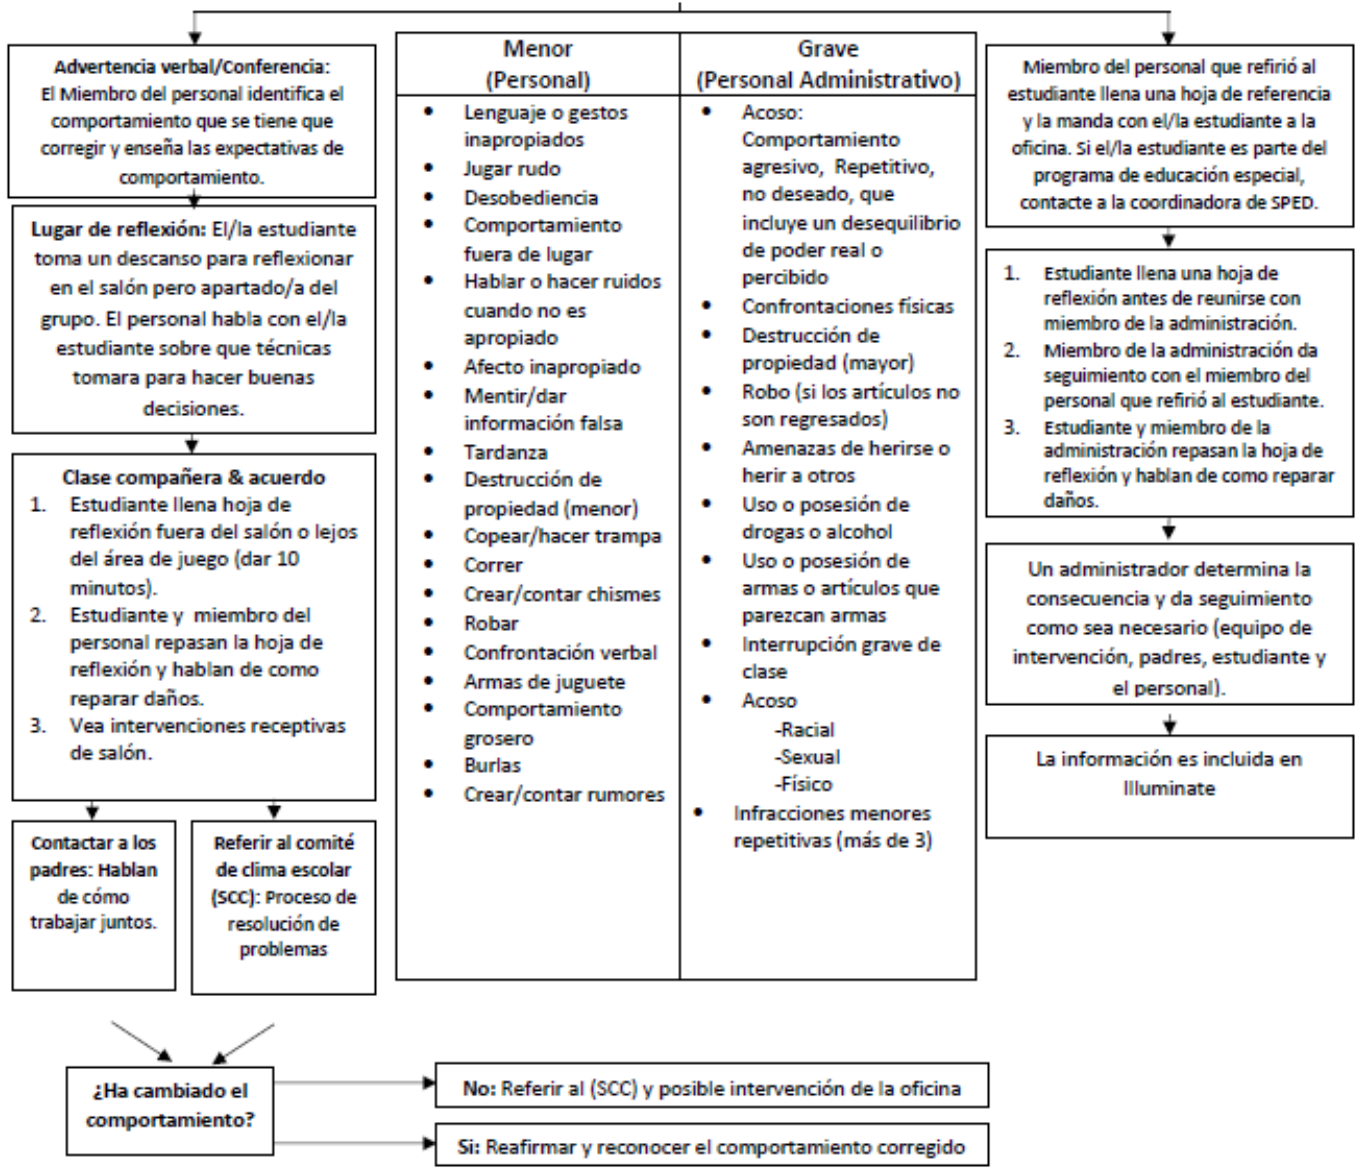 Advertencia verbal/Conferencia:
El Miembro del personal identifica el
comportamiento que se tiene que
corregir y enseña las expectativas de
comportamiento.
Lugar de reflexión: El/la estudiante
toma un descanso para reflexionar
en el salón pero apartado/a del
grupo. El personal habla con el/la
estudiante sobre que técnicas
tomara para hacer buenas
decisiones.
Clase compañera & acuerdo
1. Estudiante llena hoja de
reflexión fuera del salón o lejos
del área de juego (dar 10
minutos).
2. Estudiante y miembro del
personal repasan la hoja de
reflexión y hablan de como
reparar daños.
3. Vea intervenciones receptivas
de salón.
Contactar a los
padres: Hablan
de cómo
trabajar juntos.
Referir al comité
de clima escolar
(SCC): Proceso de
resolución de
problemas
Menor
(Personal)
• Lenguaje o gestos
inapropiados
• Jugar rudo
• Desobediencia
• Comportamiento
fuera de lugar
• Hablar o hacer ruidos
cuando no es
apropiado
• Afecto inapropiado
• Mentir/dar
información falsa
• Tardanza
• Destrucción de
propiedad (menor)
• Copear/hacer trampa
• Correr
• Crear/contar chismes
• Robar
• Confrontación verbal
• Armas de juguete
• Comportamiento
grosero
• Burlas
• Crear/contar rumores
Grave
(Personal Administrativo)
• Acoso:
Comportamiento
agresivo, Repetitivo,
no deseado, que
incluye un desequilibrio
de poder real o
percibido
• Confrontaciones físicas
• Destrucción de
propiedad (mayor)
• Robo (si los artículos no
son regresados)
• Amenazas de herirse o
herir a otros
• Uso o posesión de
drogas o alcohol
• Uso o posesión de
armas o artículos que
parezcan armas
• Interrupción grave de
clase
• Acoso
-Racial
-Sexual
-Físico
• Infracciones menores
repetitivas (más de 3)
Miembro del personal que refirió al
estudiante llena una hoja de referencia
y la manda con el/la estudiante a la
oficina. Si el/la estudiante es parte del
programa de educación especial,
contacte a la coordinadora de SPED.
1. Estudiante llena una hoja de
reflexión antes de reunirse con
miembro de la administración.
2. Miembro de la administración da
seguimiento con el miembro del
personal que refirió al estudiante.
3. Estudiante y miembro de la
administración repasan la hoja de
reflexión y hablan de como reparar
daños.
Un administrador determina la
consecuencia y da seguimiento
como sea necesario (equipo de
intervención, padres, estudiante y
el personal).
La información es incluida en
Illuminate
¿Ha cambiado el
comportamiento?
No: Referir al (SCC) y posible intervención de la oficina
Si: Reafirmar y reconocer el comportamiento corregido